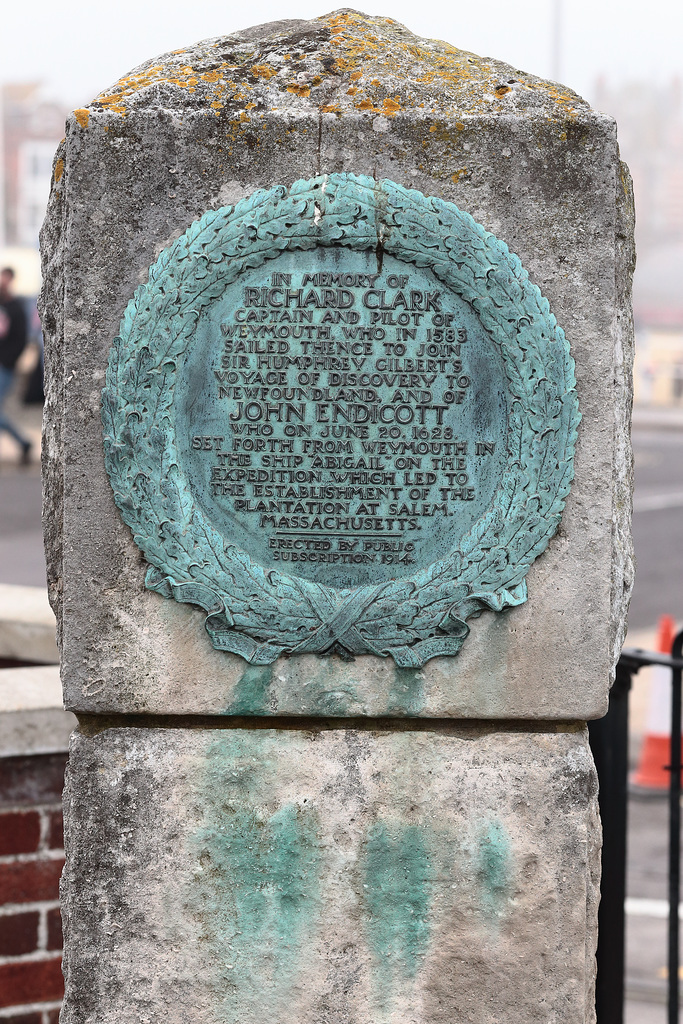 IN MEMORY OF
RICHARD CLARK
CAPTAIN AND PILOT OF
WEYMOUTH, WHO IN 1583
SAILED THENCE TO JOIN
SIR HUMPHREY GILBERT'S
VOYAGE OF DISCOVERY TO
NEWFOUNDLAND, AND OF
JOHN ENDICOTT
WHO ON JUNE 20, 1628,
SET FORTH FROM WEYMOUTH IN
THE SHIP "ABIGAIL" ON THE
EXPEDITION WHICH LED TO
THE ESTABLISHMENT OF THE
PLANTATION AT SALEM,
MASSACHUSETTS.
ERECTED BY PUBLIC
SUBSCRIPTION 1914.